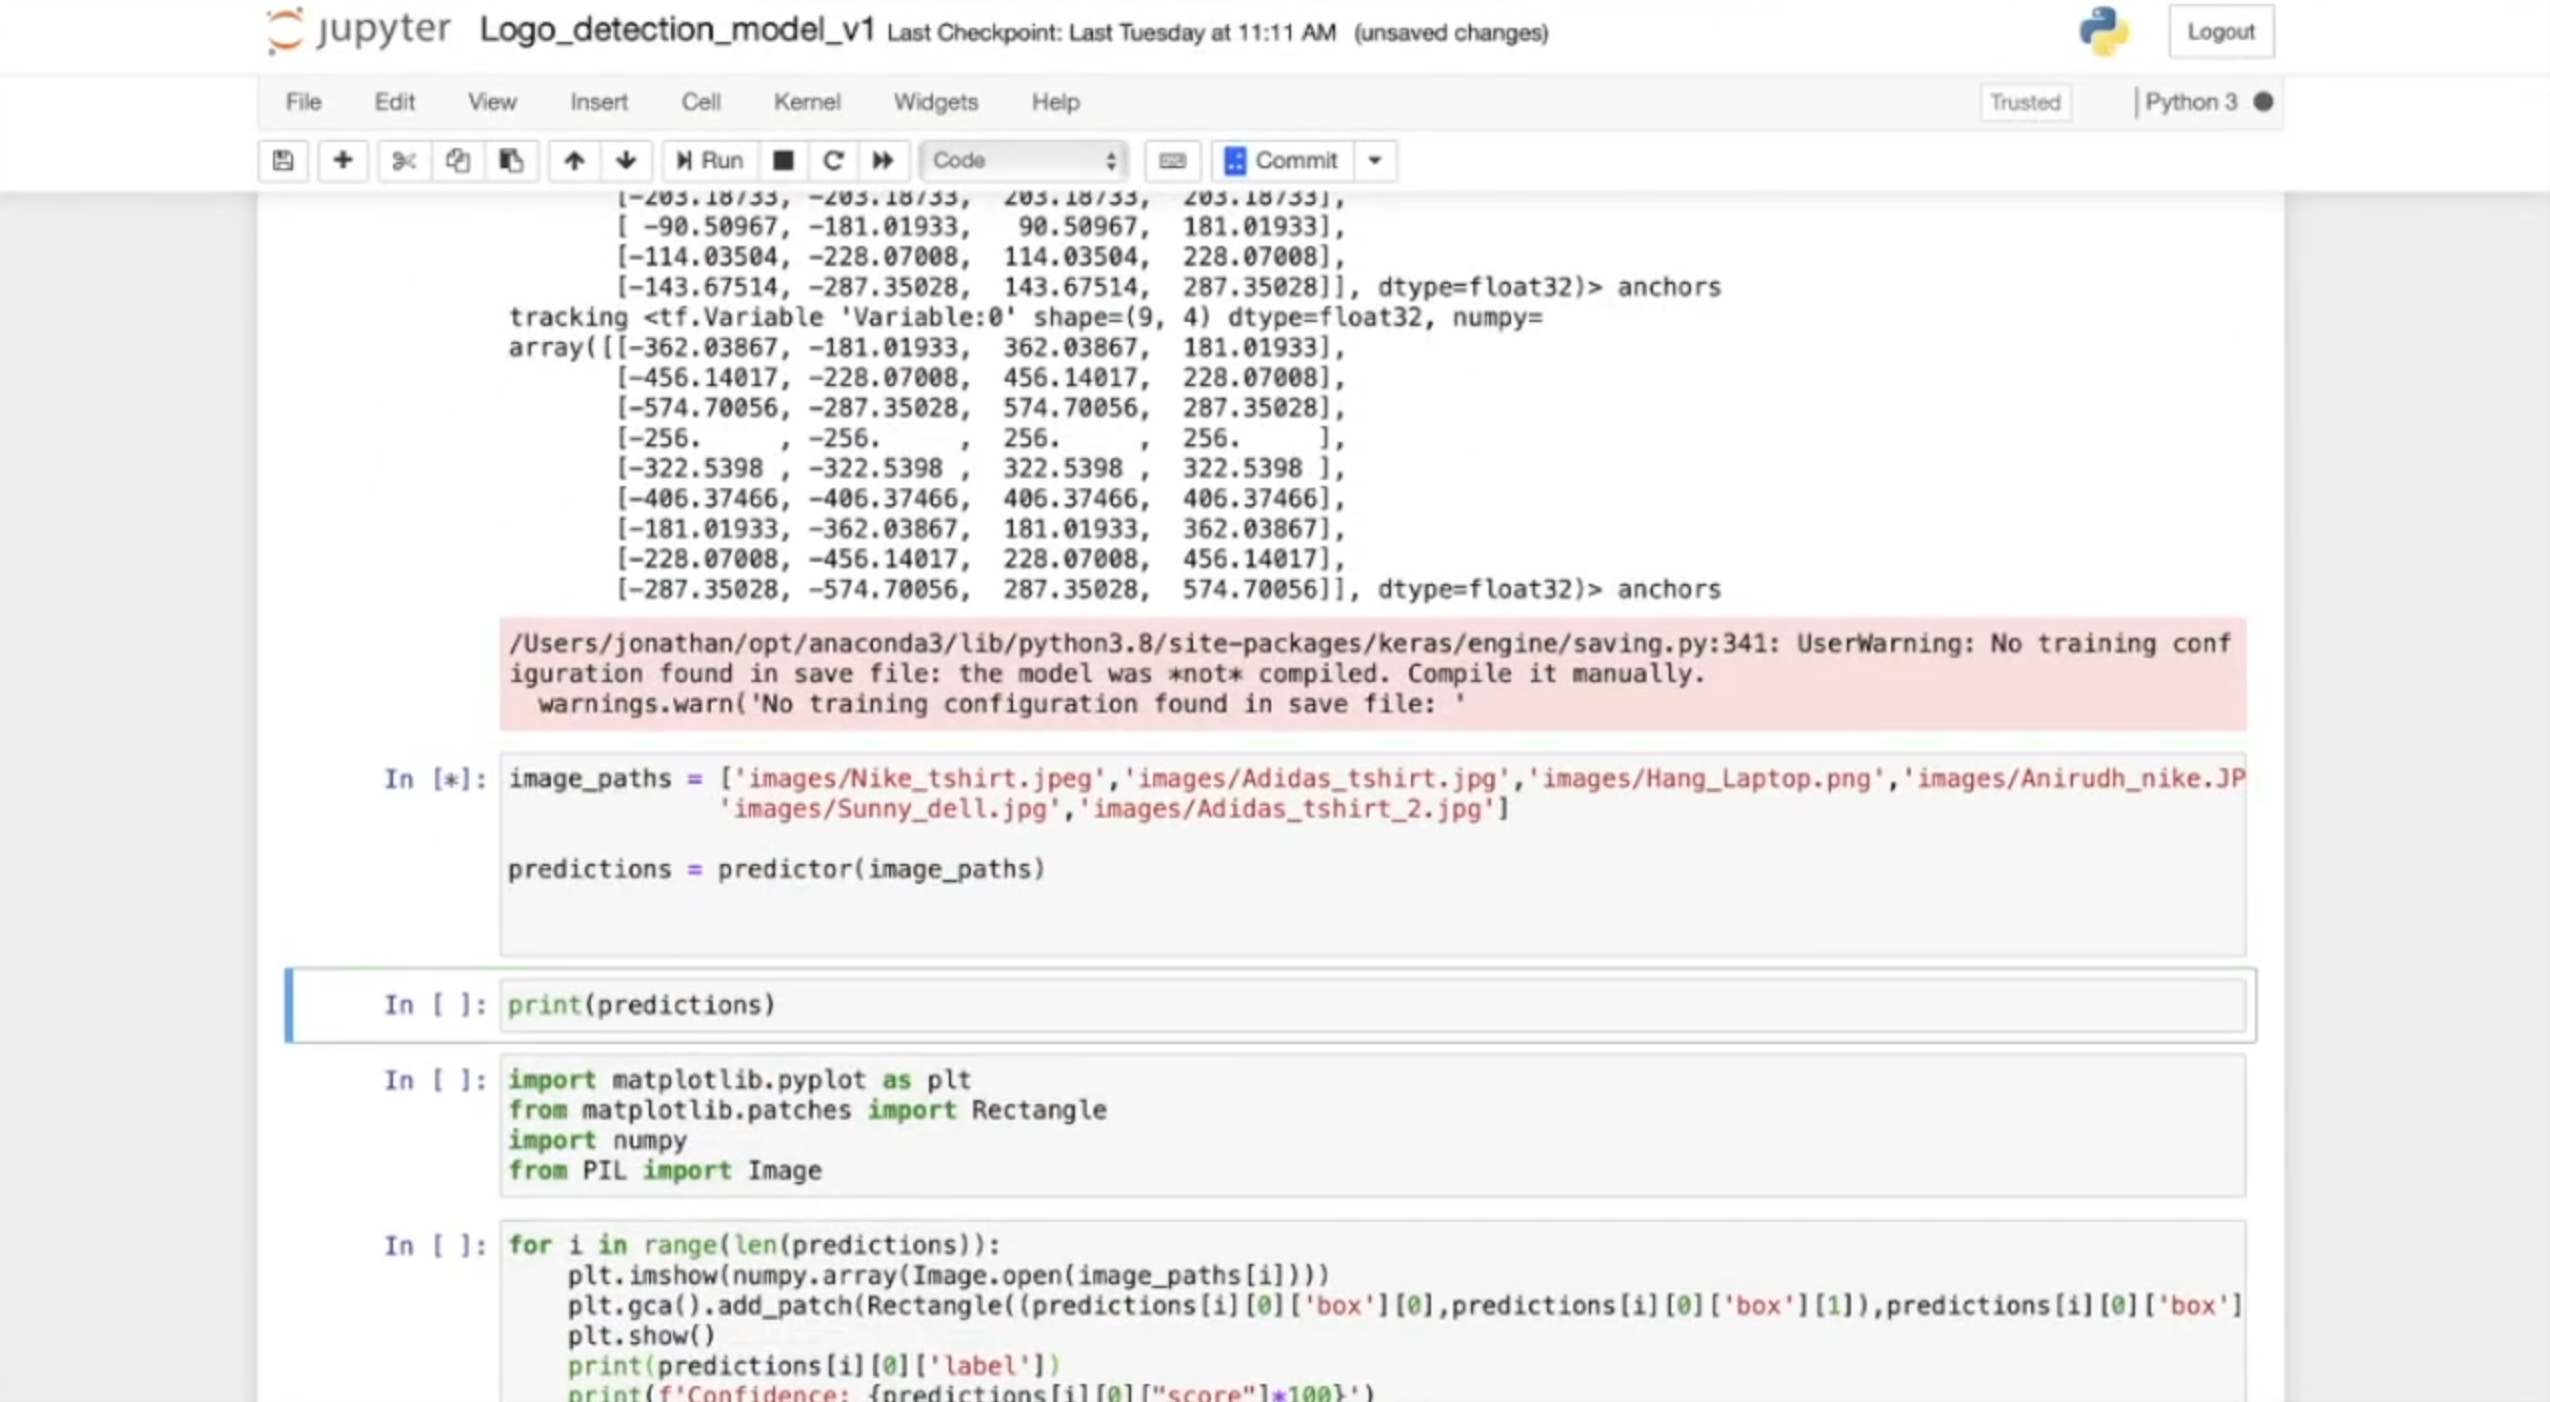 jupyter Logo_detection_model_v1 Last Checkpoint: Last Tuesday at 11:11 AM (unsaved changes) Logout
File Edit View Insert Cell Kernel Widgets Help Trusted Python 3
Run Code Commit
[-203.18733, -203.18733, 203.18733, 203.18733],
[ -90.50967, -181.01933, 90.50967, 181.01933],
[-114.03504, -228.07008, 114.03504, 228.07008],
[-143.67514, -287.35028, 143.67514, 287.35028]], dtype=float32)> anchors
tracking <tf.Variable 'Variable:0' shape=(9, 4) dtype=float32, numpy=
array([[-362.03867, -181.01933, 362.03867, 181.01933],
[-456.14017, -228.07008, 456.14017, 228.07008],
[-574.70056, -287.35028, 574.70056, 287.35028],
[-256. , -256. , 256. , 256. ],
[-322.5398 , -322.5398 , 322.5398 , 322.5398 ],
[-406.37466, -406.37466, 406.37466, 406.37466],
[-181.01933, -362.03867, 181.01933, 362.03867],
[-228.07008, -456.14017, 228.07008, 456.14017],
[-287.35028, -574.70056, 287.35028, 574.70056]], dtype=float32)> anchors
/Users/jonathan/opt/anaconda3/lib/python3.8/site-packages/keras/engine/saving.py:341: UserWarning: No training conf
iguration found in save file: the model was *not* compiled. Compile it manually.
warnings.warn('No training configuration found in save file: '
In [*]: image_paths = ['images/Nike_tshirt.jpeg','images/Adidas_tshirt.jpg','images/Hang_Laptop.png','images/Anirudh_nike.JP
'images/Sunny_dell.jpg','images/Adidas_tshirt_2.jpg']
predictions = predictor(image_paths)
In [ ]: print(predictions)
In [ ]: import matplotlib.pyplot as plt
from matplotlib.patches import Rectangle
import numpy
from PIL import Image
In [ ]: for i in range(len(predictions)):
plt.imshow(numpy.array(Image.open(image_paths[i])))
plt.gca().add_patch(Rectangle((predictions[i][0]['box'][0],predictions[i][0]['box'][1]),predictions[i][0]['box']
plt.show()
print(predictions[i][0]['label'])
print(f'Confidence: {predictions[i][0]["score"]*100}')